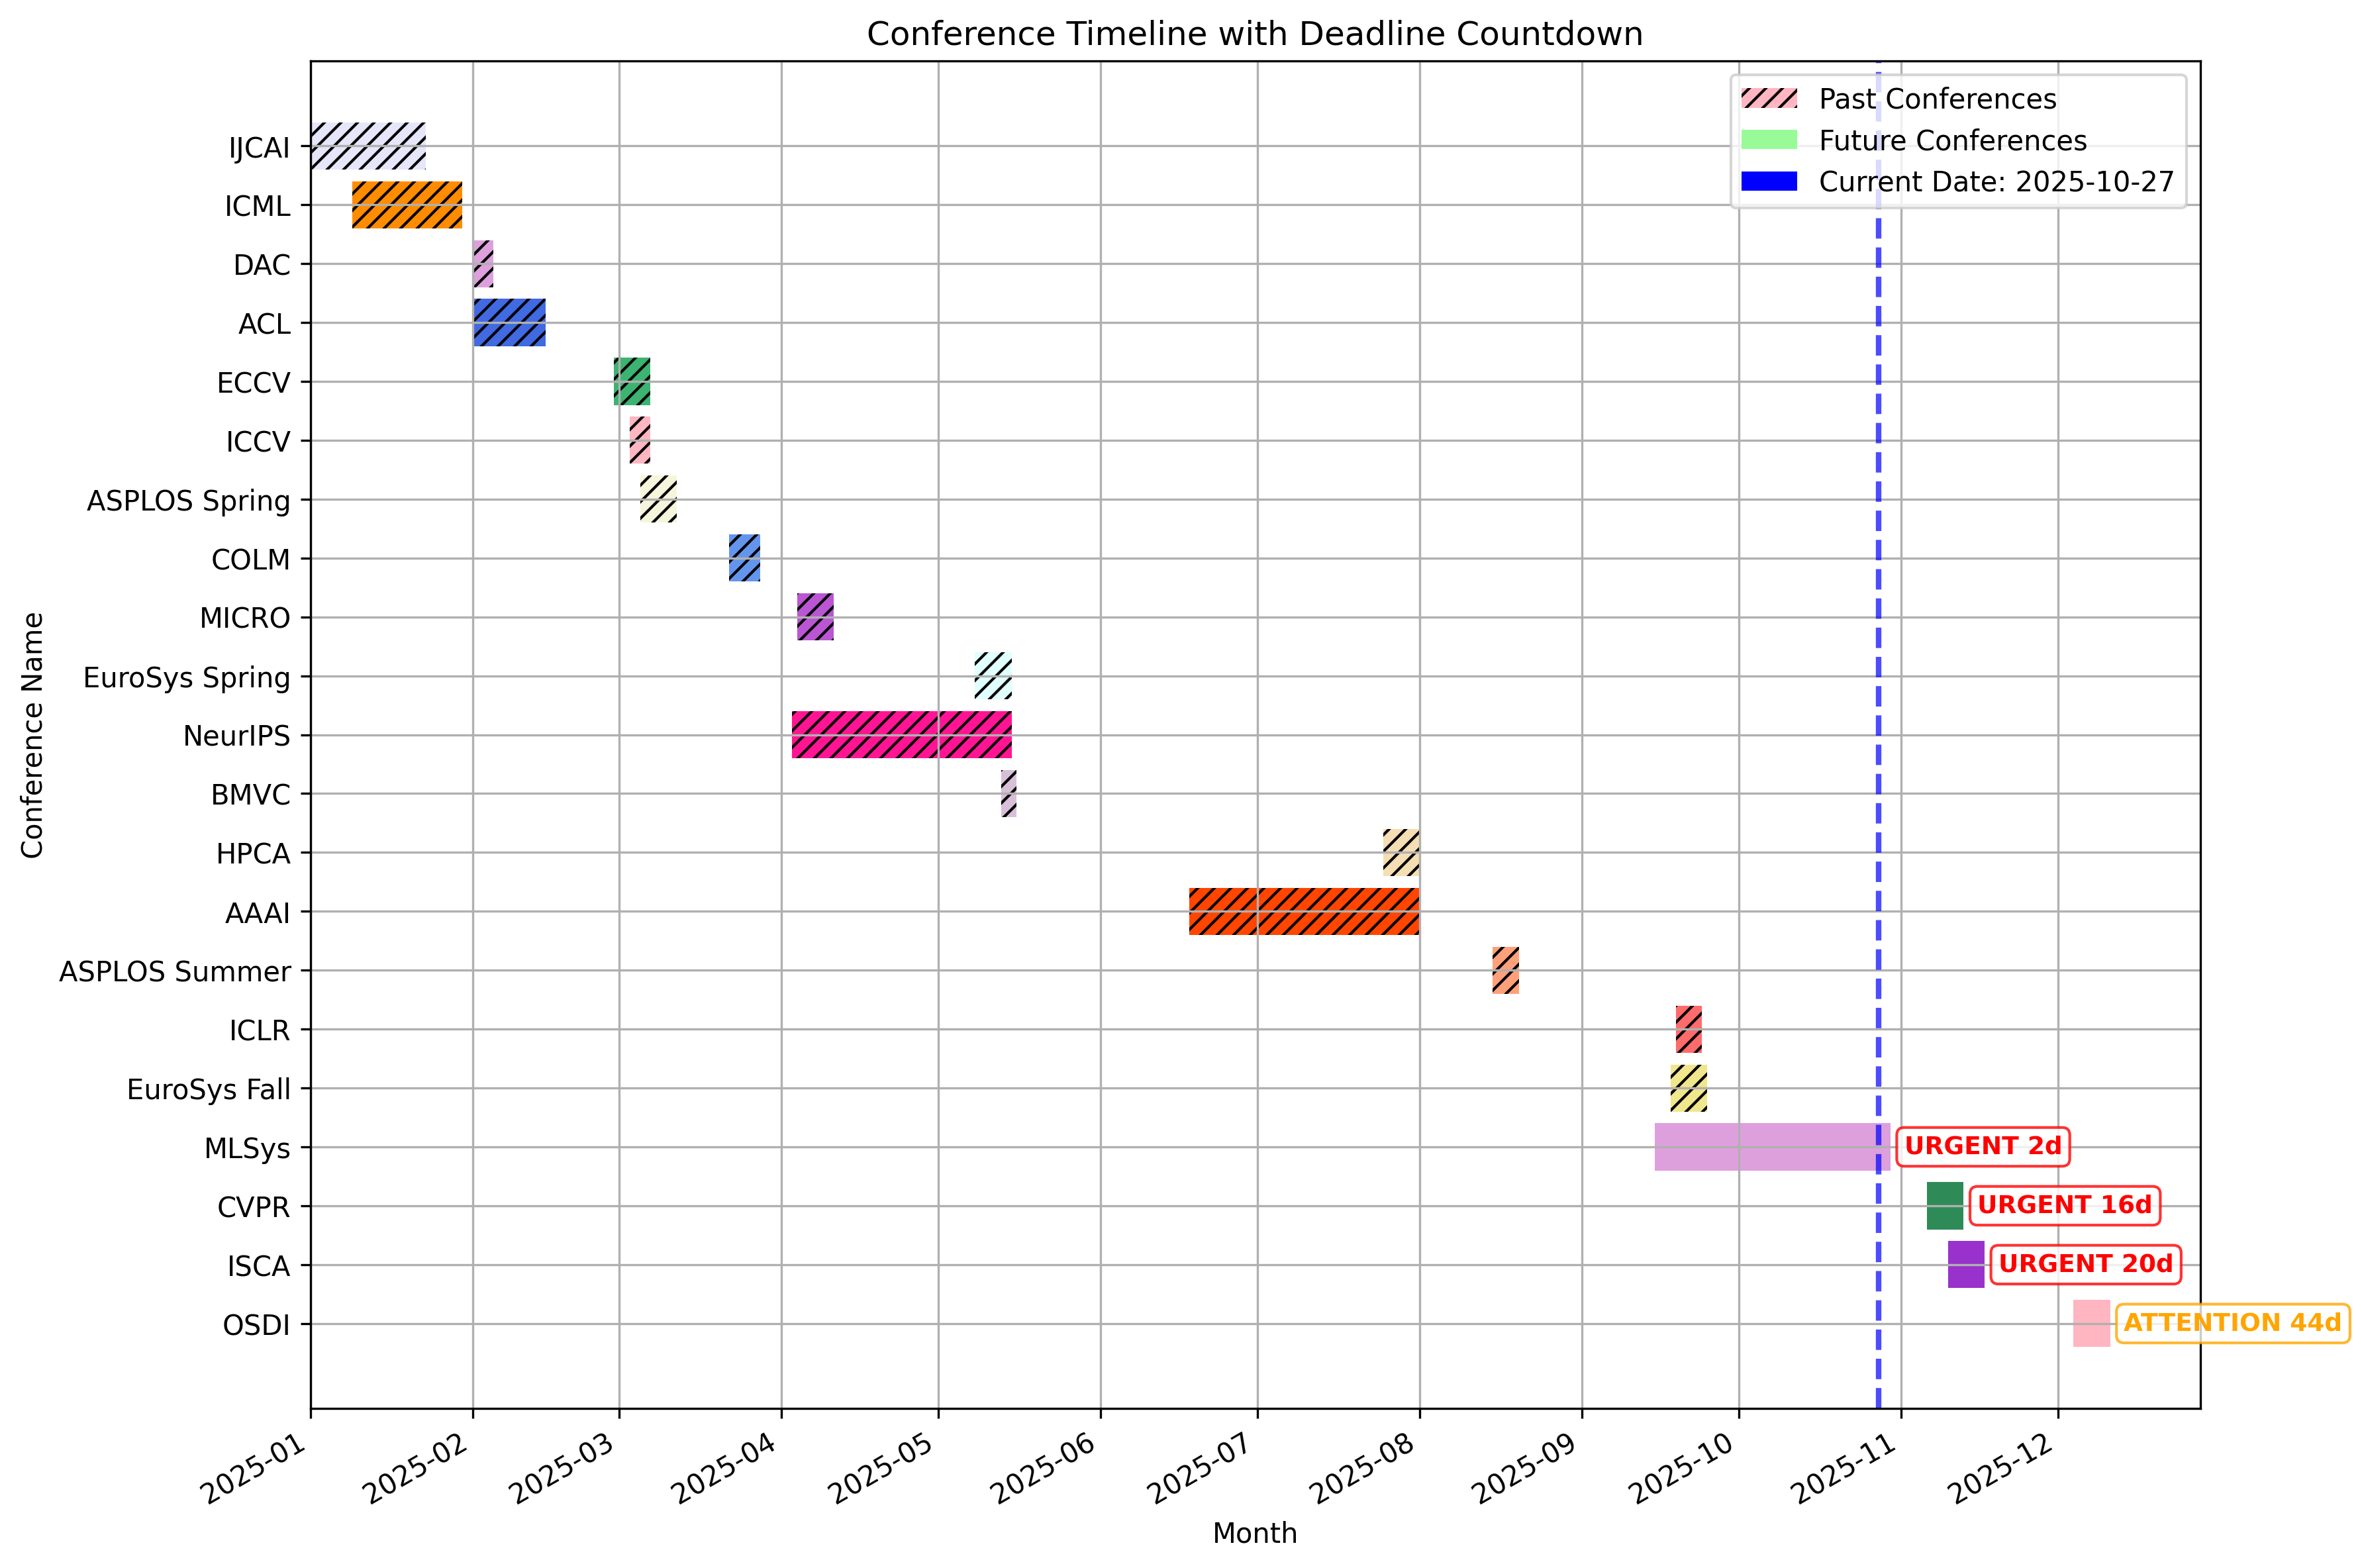 Conference Timeline with Deadline Countdown
Past Conferences
Future Conferences
Current Date: 2025-10-27
Conference Name
IJCAI
ICML
DAC
ACL
ECCV
ICCV
ASPLOS Spring
COLM
MICRO
EuroSys Spring
NeurIPS
BMVC
HPCA
AAAI
ASPLOS Summer
ICLR
EuroSys Fall
MLSys
URGENT 2d
CVPR
URGENT 16d
ISCA
URGENT 20d
OSDI
ATTENTION 44d
2025-01
2025-02
2025-03
2025-04
2025-05
2025-06
2025-07
2025-08
2025-09
2025-10
2025-11
2025-12
Month